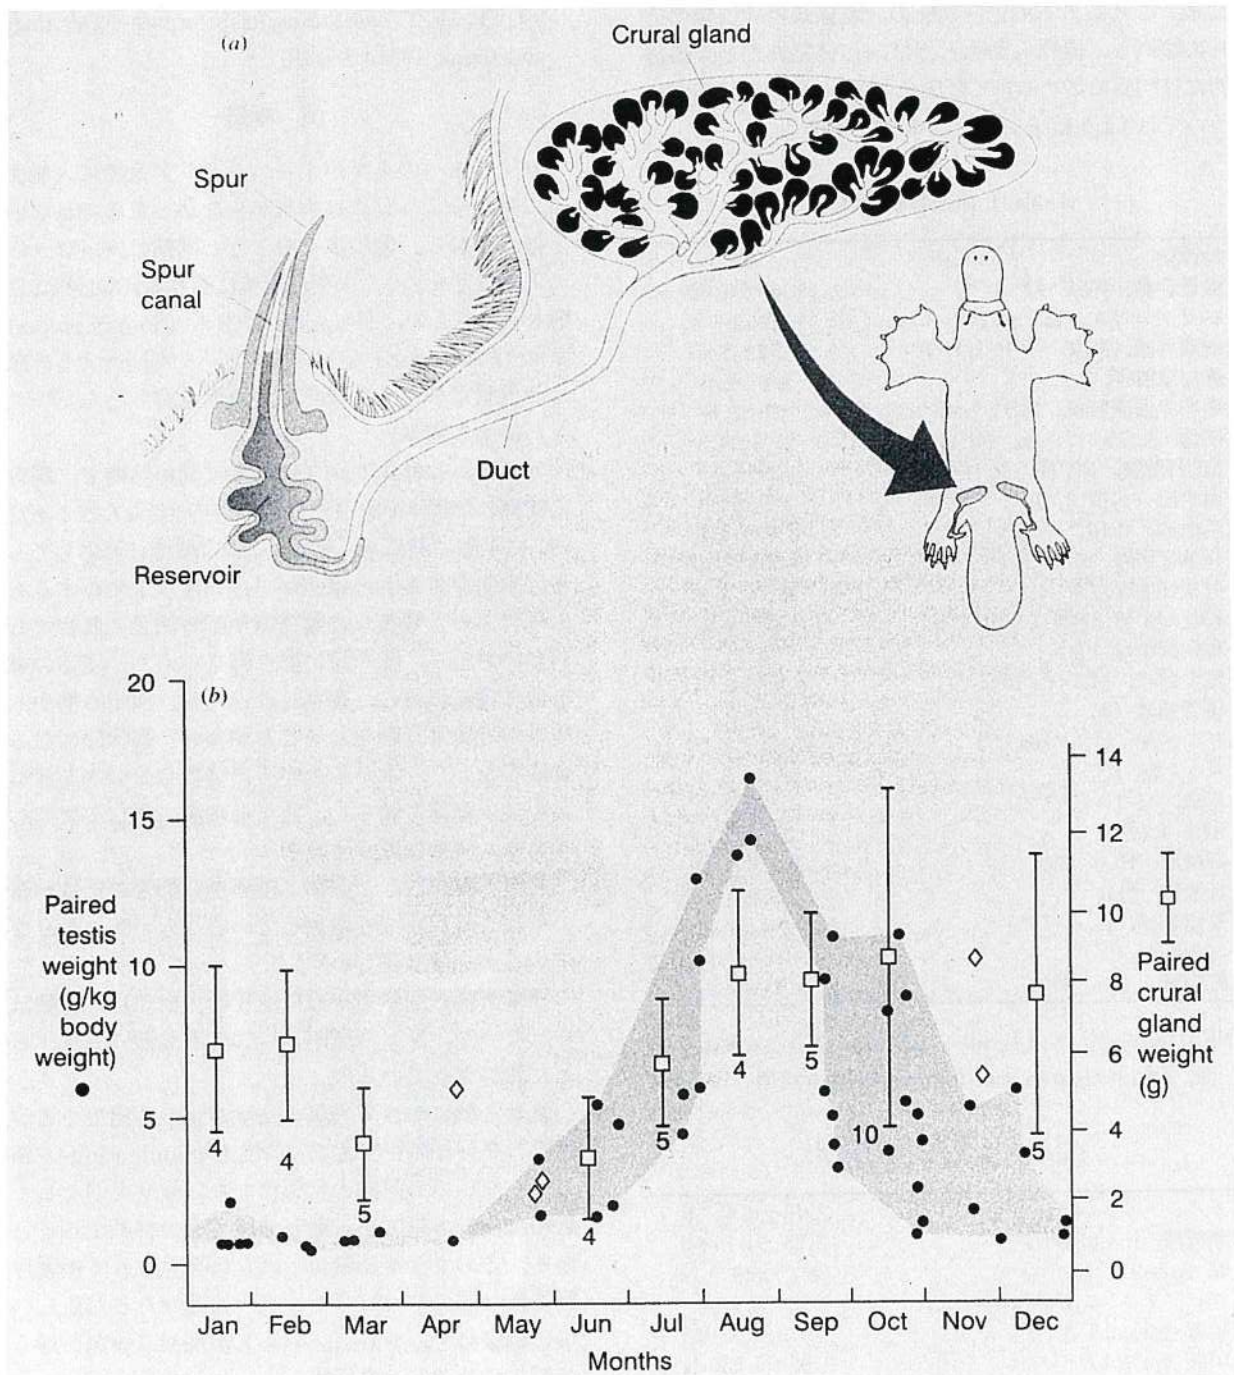 (a)
Crural gland
Spur
Spur
canal
Duct
Reservoir
(b)
20
15
10
5
0
Paired
testis
weight
(g/kg
body
weight)
14
12
10
8
6
4
2
0
Paired
crural
gland
weight
(g)
4
4
5
4
5
4
5
10
5
Jan Feb Mar Apr May Jun Jul Aug Sep Oct Nov Dec
Months